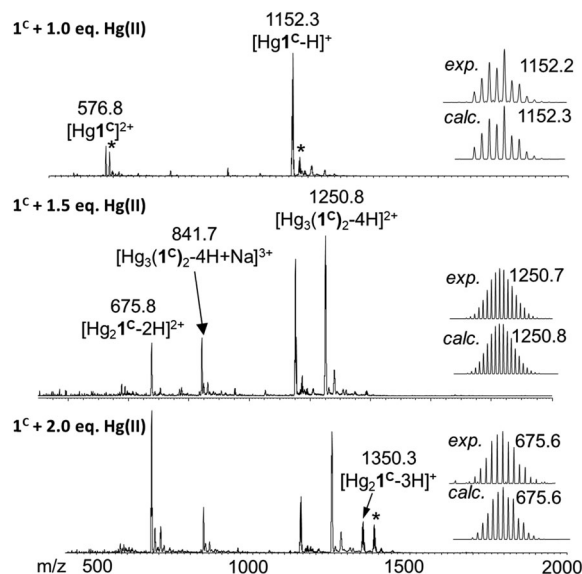 1ᶜ + 1.0 eq. Hg(II)
1152.3
[Hg1ᶜ-H]⁺
576.8
[Hg1ᶜ]²⁺
*
*
exp.
1152.2
calc.
1152.3
1ᶜ + 1.5 eq. Hg(II)
1250.8
[Hg₃(1ᶜ)₂-4H]²⁺
841.7
[Hg₃(1ᶜ)₂-4H+Na]³⁺
675.8
[Hg₂1ᶜ-2H]²⁺
exp.
1250.7
calc.
1250.8
2000
1ᶜ + 2.0 eq. Hg(II)
1350.3
[Hg₂1ᶜ-3H]⁺
*
exp.
675.6
calc.
675.6
m/z 500 1000 1500 2000